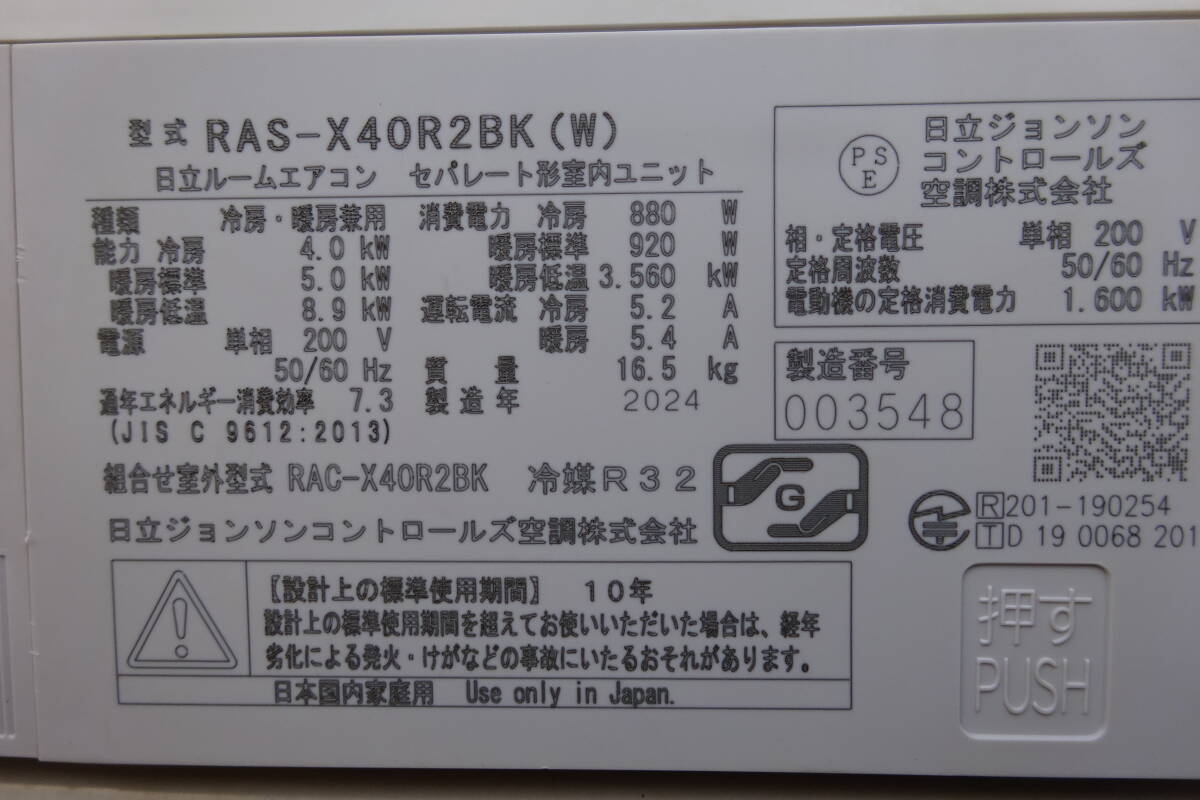 型式 RAS-X40R2BK(W)
日立ルームエアコン セパレート形室内ユニット
種類 冷房・暖房兼用
能力 冷房 4.0 kW
暖房標準 5.0 kW
暖房低温 8.9 kW
電源 単相 200 V
50/60 Hz
通年エネルギー消費効率 7.3
(JIS C 9612:2013)
消費電力 冷房 880 W
暖房標準 920 W
暖房低温 3.560 kW
運転電流 冷房 5.2 A
暖房 5.4 A
質量 16.5 kg
製造年 2024
組合せ室外型式 RAC-X40R2BK 冷媒R32
日立ジョンソンコントロールズ空調株式会社
G
PS
E
日立ジョンソン
コントロールズ
空調株式会社
相・定格電圧 単相 200 V
定格周波数 50/60 Hz
電動機の定格消費電力 1.600 kW
製造番号
003548
R 201-190254
T D 19 0068 201
【設計上の標準使用期間】 10年
設計上の標準使用期間を超えてお使いいただいた場合は、経年
劣化による発火・けがなどの事故にいたるおそれがあります。
日本国内家庭用 Use only in Japan.
押す
PUSH